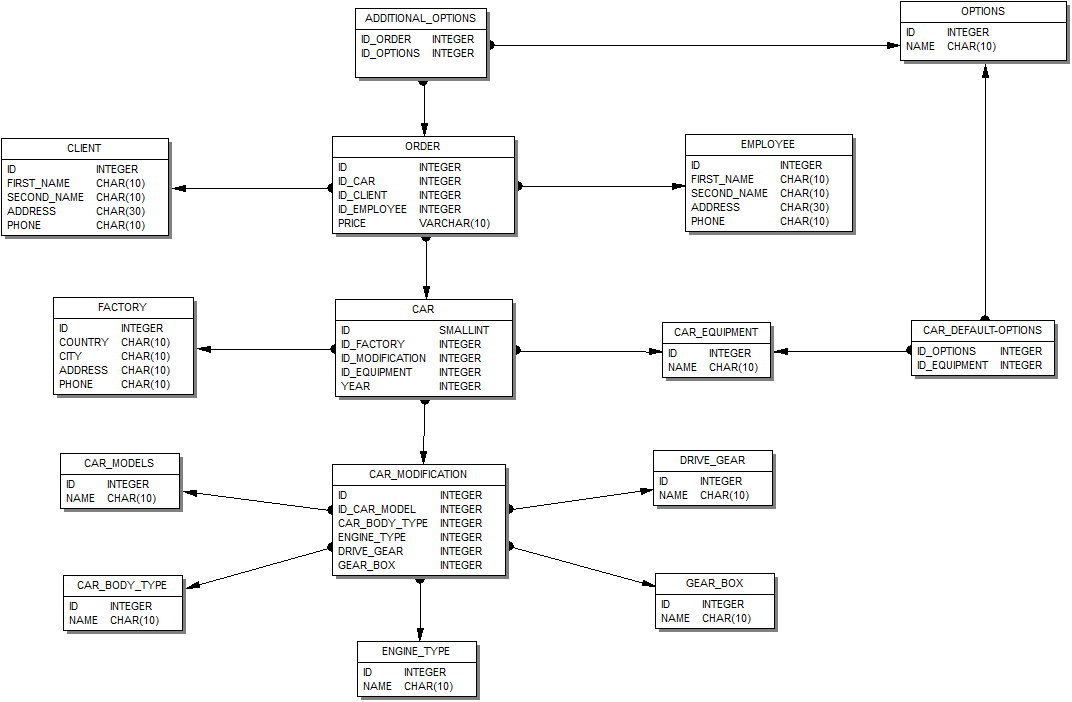 ADDITIONAL_OPTIONS
ID_ORDER INTEGER
ID_OPTIONS INTEGER
OPTIONS
ID INTEGER
NAME CHAR(10)
CLIENT
ID INTEGER
FIRST_NAME CHAR(10)
SECOND_NAME CHAR(10)
ADDRESS CHAR(30)
PHONE CHAR(10)
ORDER
ID INTEGER
ID_CAR INTEGER
ID_CLIENT INTEGER
ID_EMPLOYEE INTEGER
PRICE VARCHAR(10)
EMPLOYEE
ID INTEGER
FIRST_NAME CHAR(10)
SECOND_NAME CHAR(10)
ADDRESS CHAR(30)
PHONE CHAR(10)
FACTORY
ID INTEGER
COUNTRY CHAR(10)
CITY CHAR(10)
ADDRESS CHAR(10)
PHONE CHAR(10)
CAR
ID SMALLINT
ID_FACTORY INTEGER
ID_MODIFICATION INTEGER
ID_EQUIPMENT INTEGER
YEAR INTEGER
CAR_EQUIPMENT
ID INTEGER
NAME CHAR(10)
CAR_DEFAULT-OPTIONS
ID_OPTIONS INTEGER
ID_EQUIPMENT INTEGER
CAR_MODELS
ID INTEGER
NAME CHAR(10)
CAR_MODIFICATION
ID INTEGER
ID_CAR_MODEL INTEGER
CAR_BODY_TYPE INTEGER
ENGINE_TYPE INTEGER
DRIVE_GEAR INTEGER
GEAR_BOX INTEGER
DRIVE_GEAR
ID INTEGER
NAME CHAR(10)
CAR_BODY_TYPE
ID INTEGER
NAME CHAR(10)
GEAR_BOX
ID INTEGER
NAME CHAR(10)
ENGINE_TYPE
ID INTEGER
NAME CHAR(10)